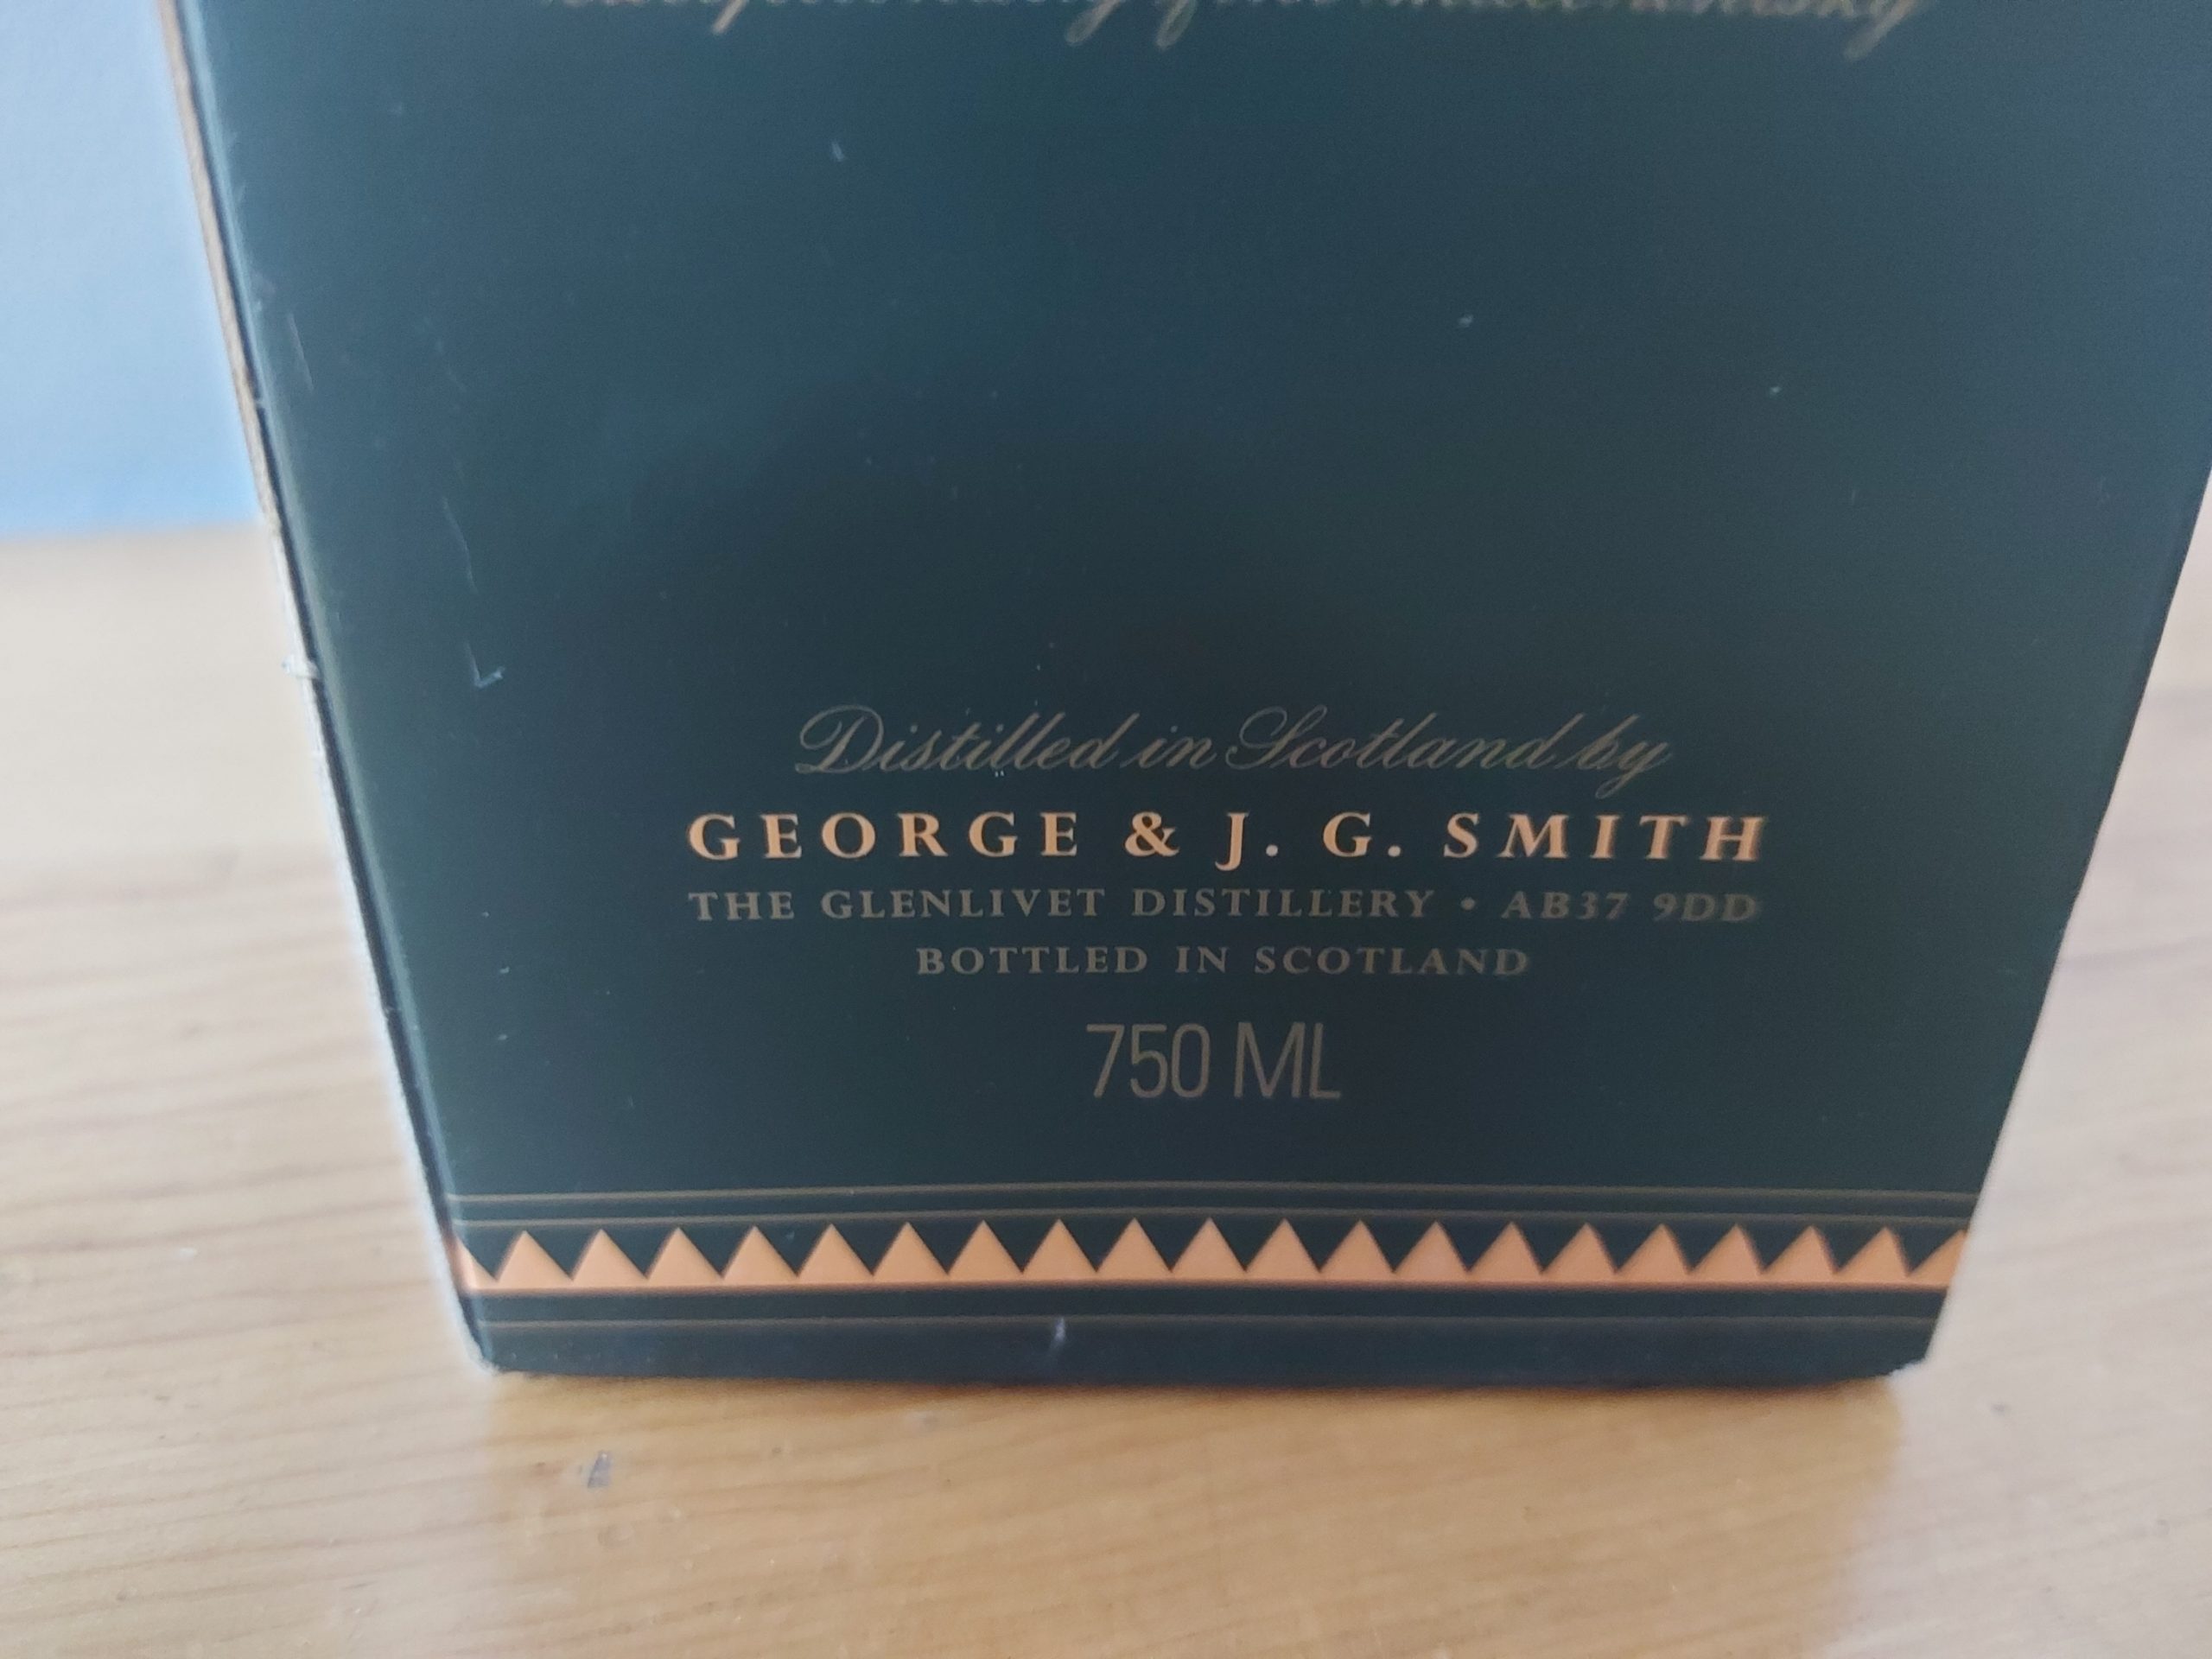 Distilled in Scotland by
GEORGE & J. G. SMITH
THE GLENLIVET DISTILLERY • AB37 9DD
BOTTLED IN SCOTLAND
750 ML